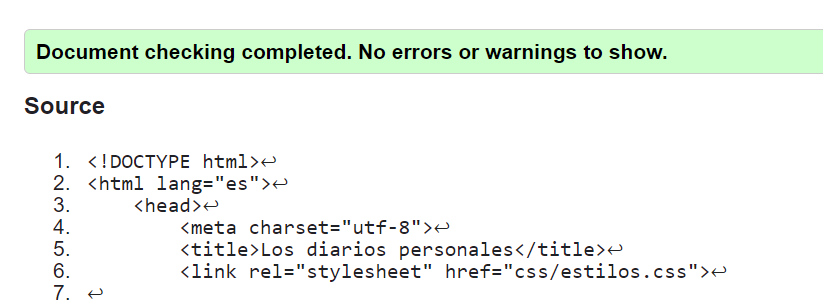 Document checking completed. No errors or warnings to show.
Source
1. <!DOCTYPE html>↩
2. <html lang="es">↩
3. <head>↩
4. <meta charset="utf-8">↩
5. <title>Los diarios personales</title>↩
6. <link rel="stylesheet" href="css/estilos.css">↩
7. ↩